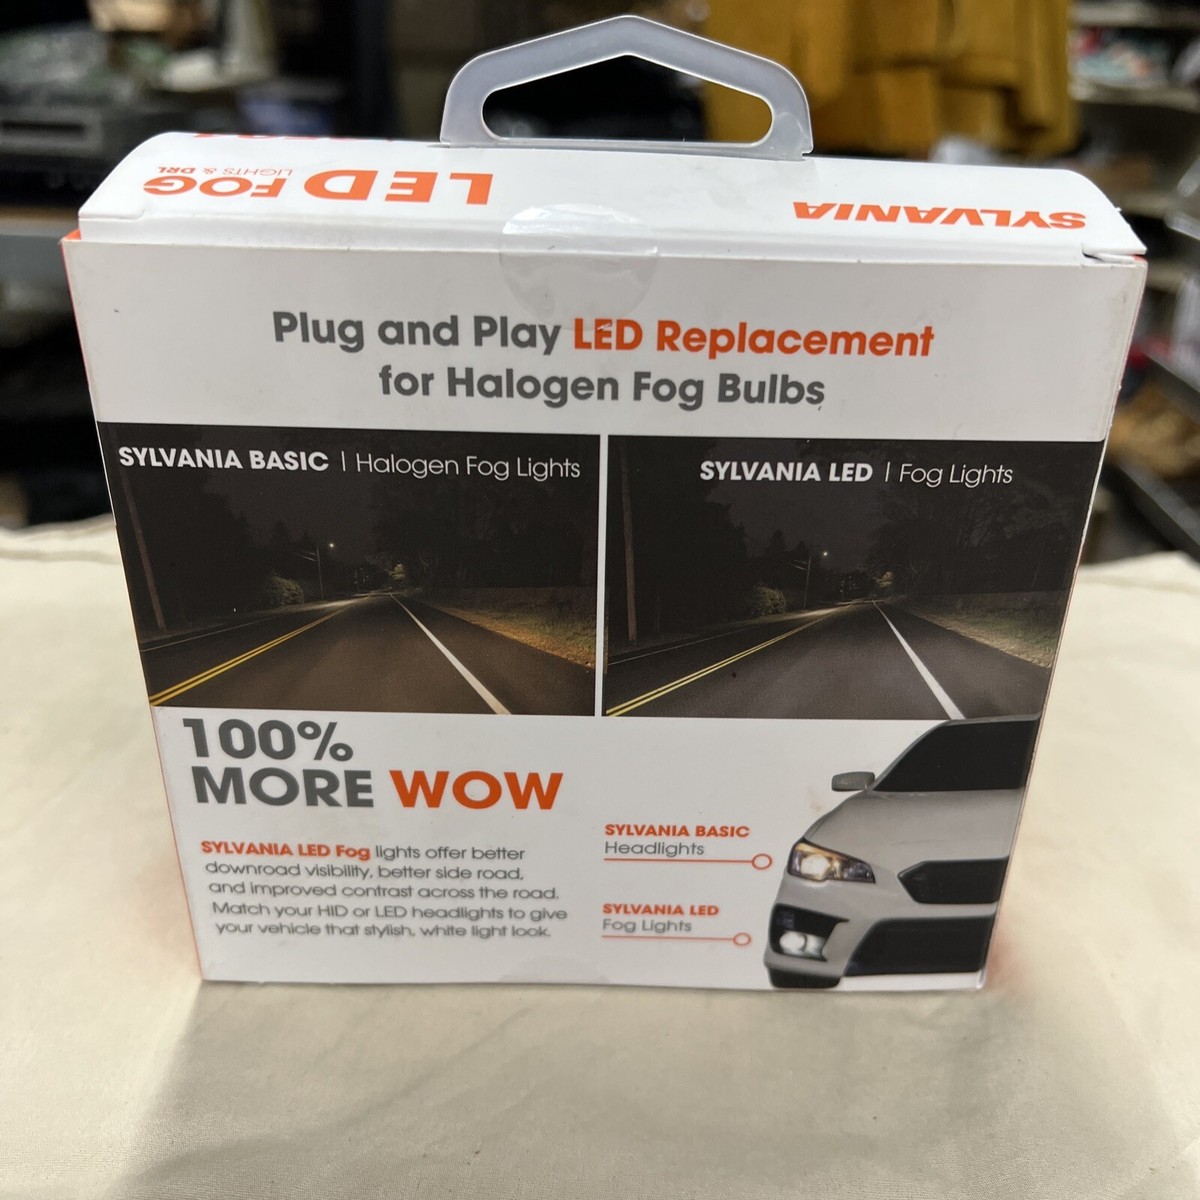 LED FOG
LIGHTS & DRL
SYLVANIA
Plug and Play LED Replacement
for Halogen Fog Bulbs
SYLVANIA BASIC | Halogen Fog Lights
SYLVANIA LED | Fog Lights
100%
MORE WOW
SYLVANIA LED Fog lights offer better
downroad visibility, better side road,
and improved contrast across the road.
Match your HID or LED headlights to give
your vehicle that stylish, white light look.
SYLVANIA BASIC
Headlights
SYLVANIA LED
Fog Lights